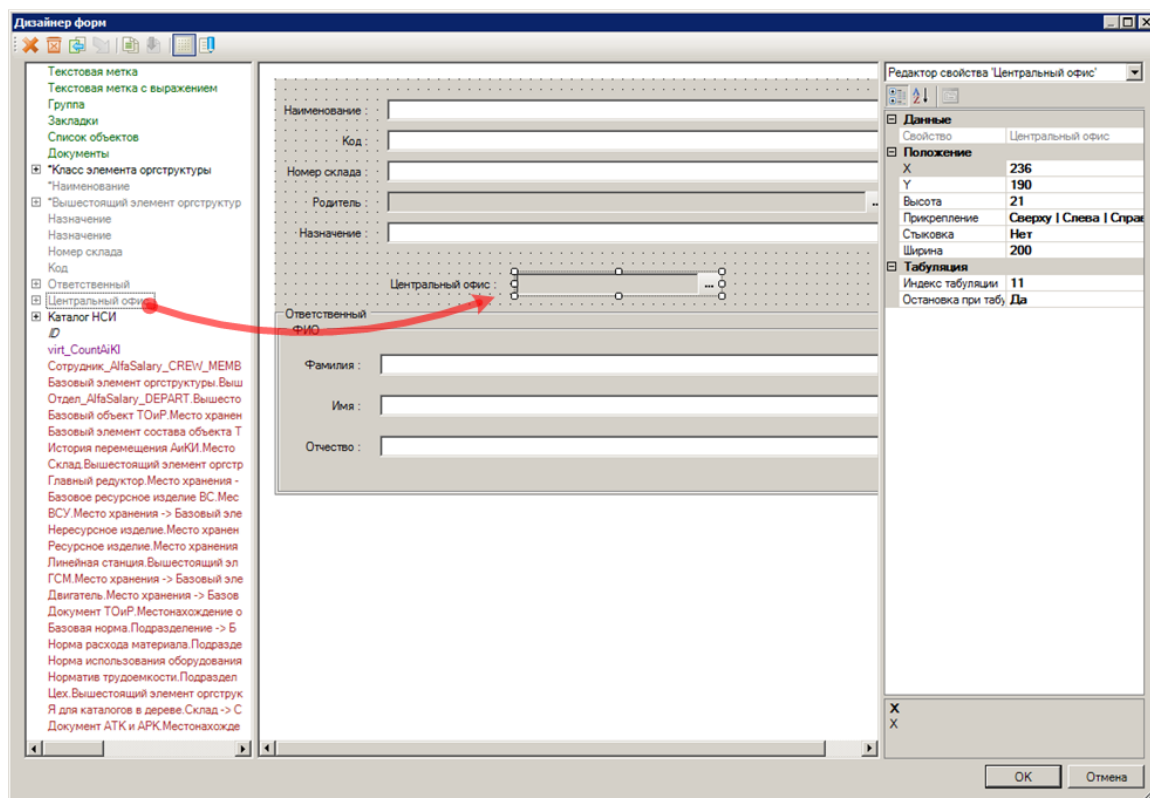 Дизайнер форм
Текстовая метка
Текстовая метка с выражением
Группа
Закладки
Список объектов
Документы
*Класс элемента оргструктуры
*Наименование
*Вышестоящий элемент оргструктур
Назначение
Назначение
Номер склада
Код
Ответственный
Центральный офис
Каталог НСИ
ID
virt_CountAiKI
Сотрудник_AlfaSalary_CREW_MEMB
Базовый элемент оргструктуры.Выш
Отдел_AlfaSalary_DEPART.Вышесто
Базовый объект ТОиР.Место хранен
Базовый элемент состава объекта Т
История перемещения АиКИ.Место
Склад.Вышестоящий элемент оргстр
Главный редуктор.Место хранения -
Базовое ресурсное изделие ВС.Мес
ВСУ.Место хранения -> Базовый эле
Нересурсное изделие.Место хранен
Ресурсное изделие.Место хранения
Линейная станция.Вышестоящий эл
ГСМ.Место хранения -> Базовый эле
Двигатель.Место хранения -> Базов
Документ ТОиР.Местонахождение о
Базовая норма.Подразделение -> Б
Норма расхода материала.Подразде
Норма использования оборудования
Норматив трудоемкости.Подраздел
Цех.Вышестоящий элемент оргструк
Я для каталогов в дереве.Склад -> С
Документ АТК и АРК.Местонахожде
Наименование :
Код :
Номер склада :
Родитель :
...
Назначение :
Центральный офис :
...
Ответственный
ФИО
Фамилия :
Имя :
Отчество :
Редактор свойства 'Центральный офис'
Данные
Свойство Центральный офис
Положение
X 236
Y 190
Высота 21
Прикрепление Сверху | Слева | Справ
Стыковка Нет
Ширина 200
Табуляция
Индекс табуляции 11
Остановка при табу Да
X
X
OK
Отмена